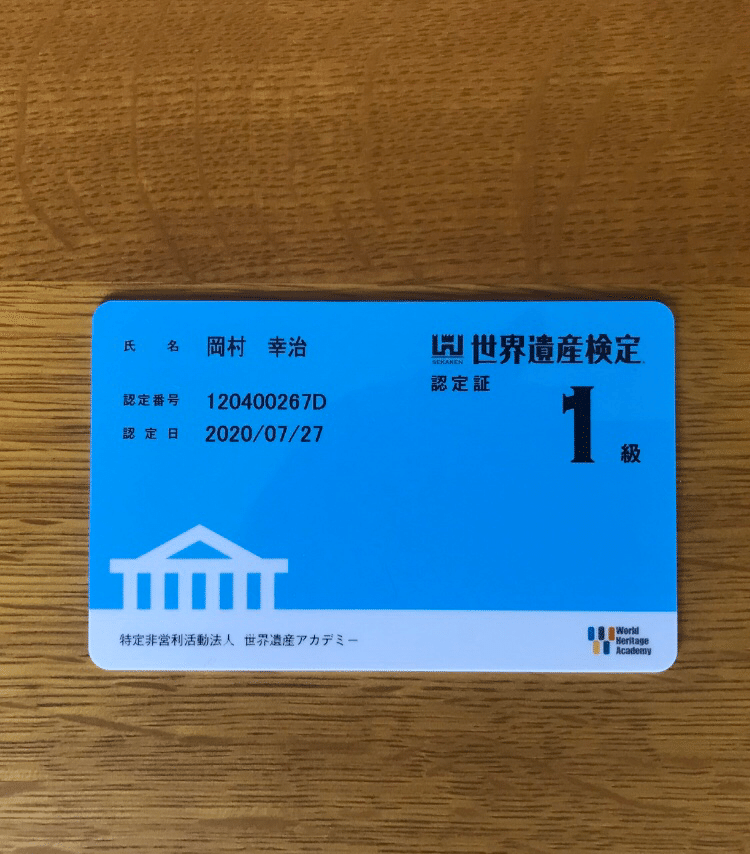 氏名 岡村 幸治
認定番号 120400267D
認定日 2020/07/27
SEKAKEN
世界遺産検定
認定証
1級
特定非営利活動法人 世界遺産アカデミー
World
Heritage
Academy